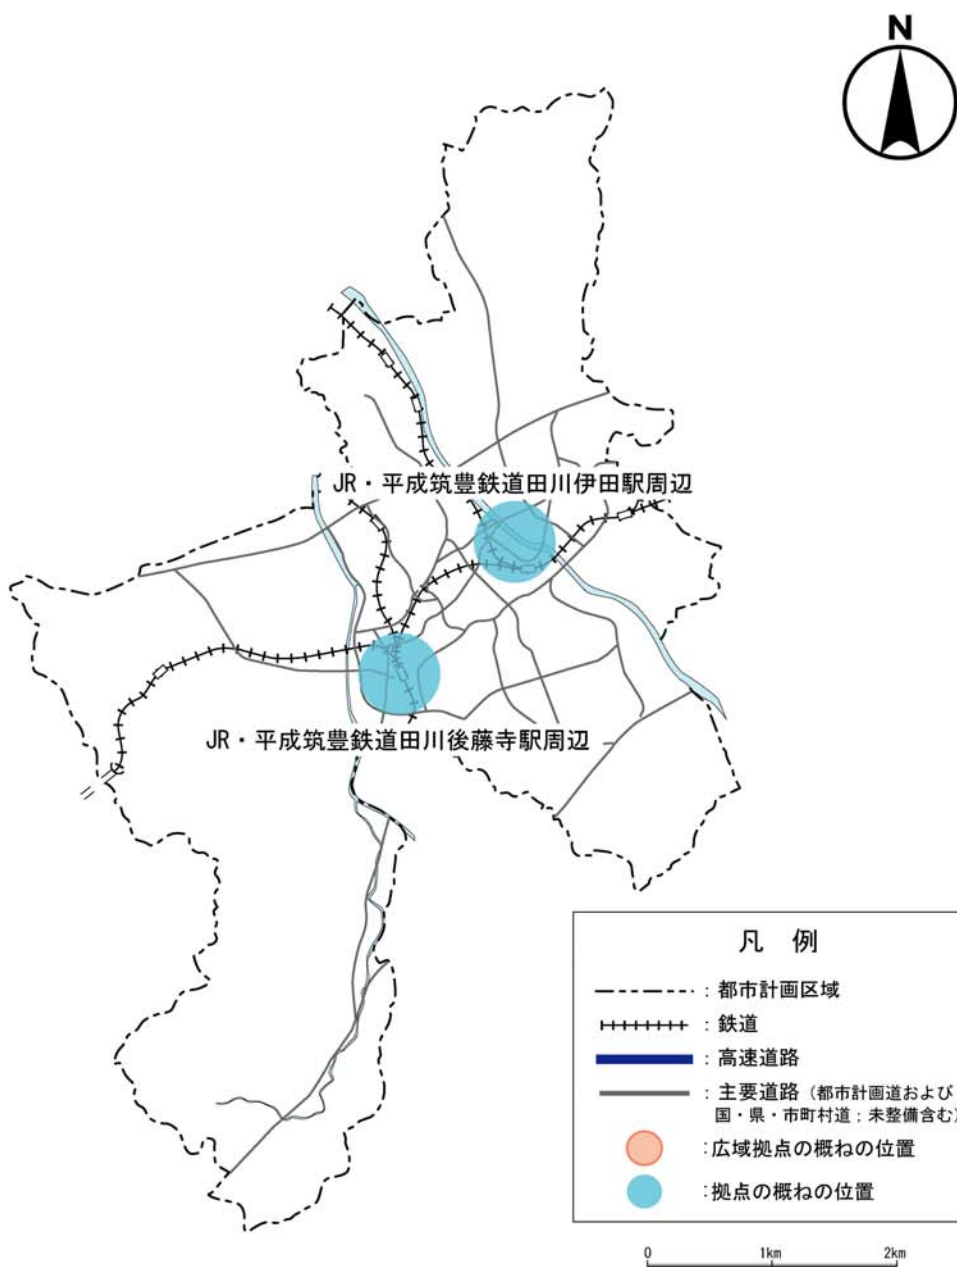 N
JR・平成筑豊鉄道田川伊田駅周辺
JR・平成筑豊鉄道田川後藤寺駅周辺
凡 例
：都市計画区域
：鉄道
：高速道路
：主要道路（都市計画道および
国・県・市町村道；未整備含む）
：広域拠点の概ねの位置
：拠点の概ねの位置
0 1km 2km